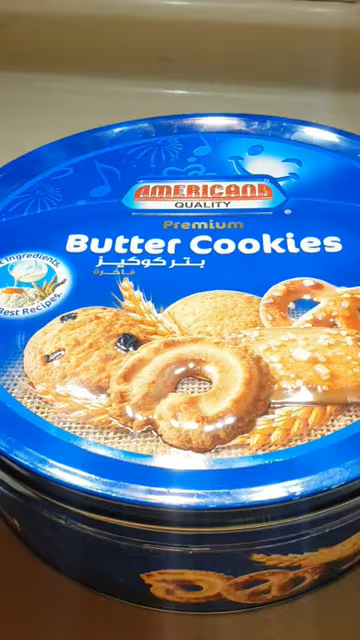 AMERICANA
QUALITY
Premium
Butter Cookies
بتر كوكيز
فاخرة
Ingredients.
Best Recipes.